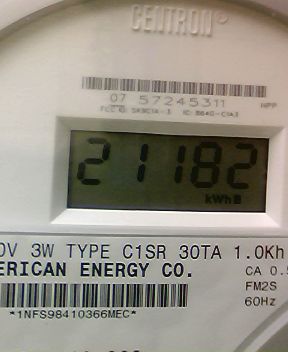 CENTRON®
07 57245311
21182
kWh
0V 3W TYPE C1SR 30TA 1.0Kh
ERICAN ENERGY CO.
CA 0.5
FM2S
60Hz
*1NFS98410366MEC*